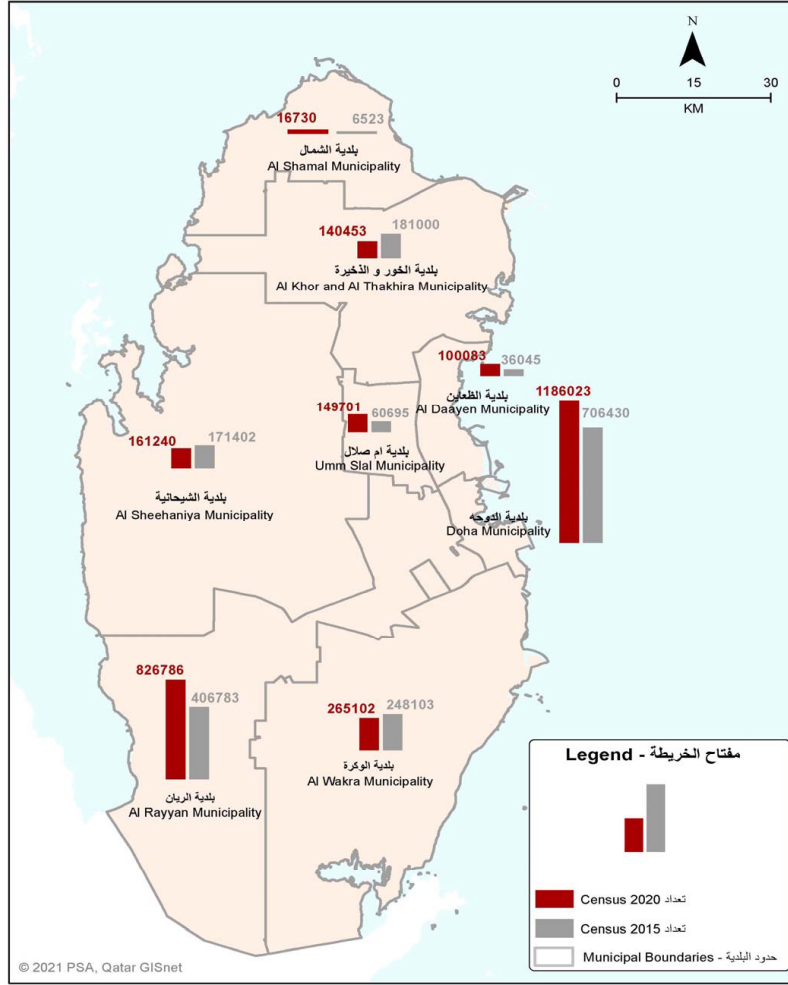 N
0 15 30
KM
16730 6523
بلدية الشمال
Al Shamal Municipality
140453 181000
بلدية الخور و الذخيرة
Al Khor and Al Thakhira Municipality
100083 36045
بلدية الظعاين
Al Daayen Municipality
1186023
706430
149701 60695
بلدية ام صلال
Umm Slal Municipality
161240 171402
بلدية الشيحانية
Al Sheehaniya Municipality
بلدية الدوحه
Doha Municipality
826786
406783
بلدية الريان
Al Rayyan Municipality
265102 248103
بلدية الوكرة
Al Wakra Municipality
Legend - مفتاح الخريطة
Census 2020 تعداد
Census 2015 تعداد
Municipal Boundaries - حدود البلدية
© 2021 PSA, Qatar GISnet